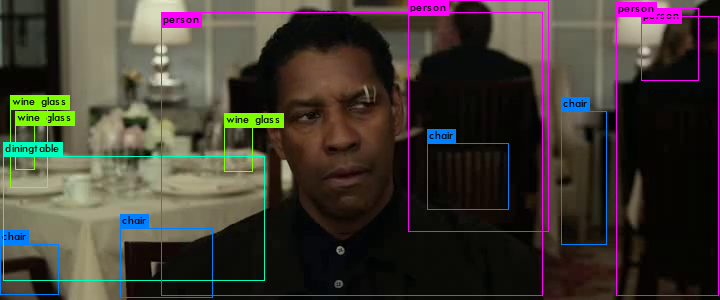 person
person
person
person
wine glass
wine glass
wine glass
chair
chair
diningtable
chair
chair